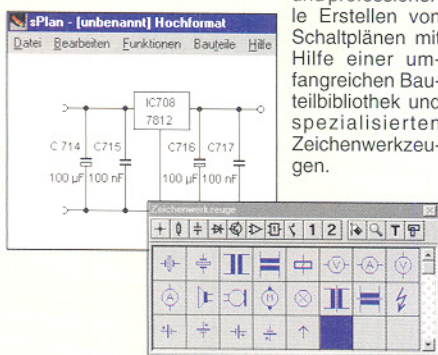 sPlan - [unbenannt] Hochformat
Datei Bearbeiten Funktionen Bauteile Hilfe
IC708
7812
C 714 C715 C716 C717
100 µF 100 nF 100 µF 100 nF
le Erstellen von
Schaltplänen mit
Hilfe einer um-
fangreichen Bau-
teilbibliothek und
spezialisierten
Zeichenwerkzeu-
gen.
Zeichenwerkzeuge
1 2 T
V A V
A M